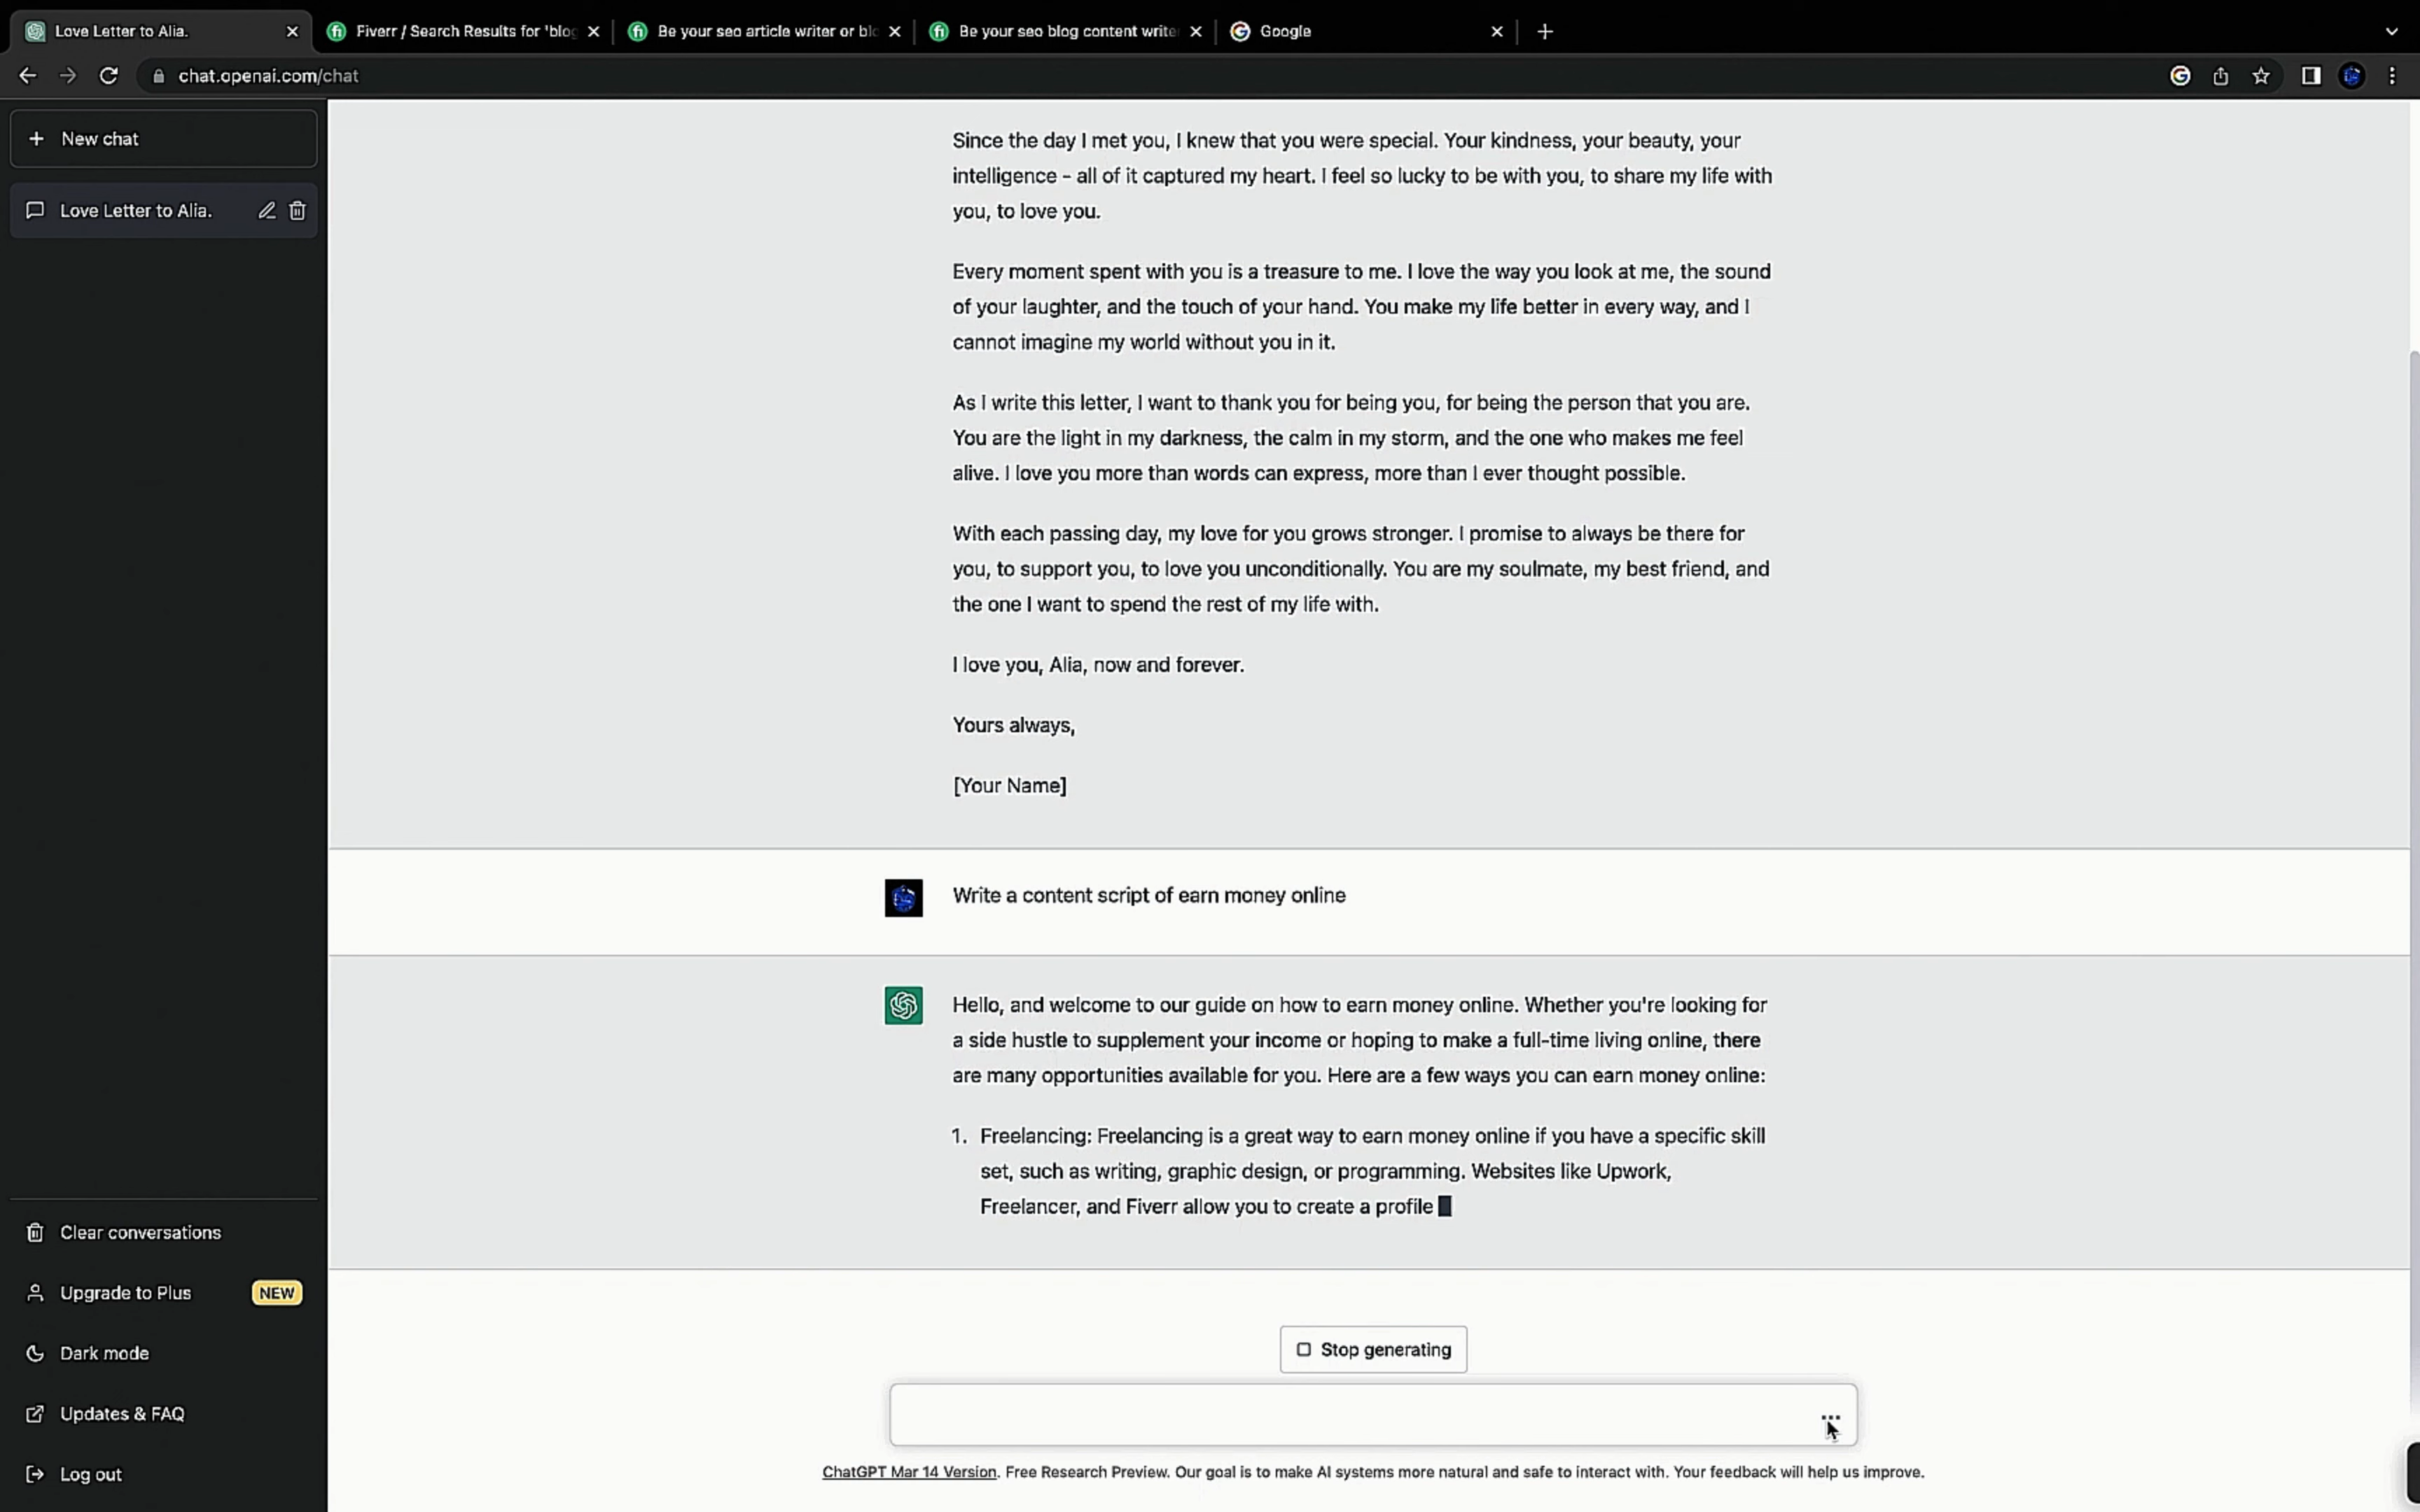 Love Letter to Alia.
Fiverr / Search Results for 'blog
Be your seo article writer or blo
Be your seo blog content write
Google
chat.openai.com/chat
New chat
Love Letter to Alia.
Since the day I met you, I knew that you were special. Your kindness, your beauty, your
intelligence - all of it captured my heart. I feel so lucky to be with you, to share my life with
you, to love you.
Every moment spent with you is a treasure to me. I love the way you look at me, the sound
of your laughter, and the touch of your hand. You make my life better in every way, and I
cannot imagine my world without you in it.
As I write this letter, I want to thank you for being you, for being the person that you are.
You are the light in my darkness, the calm in my storm, and the one who makes me feel
alive. I love you more than words can express, more than I ever thought possible.
With each passing day, my love for you grows stronger. I promise to always be there for
you, to support you, to love you unconditionally. You are my soulmate, my best friend, and
the one I want to spend the rest of my life with.
I love you, Alia, now and forever.
Yours always,
[Your Name]
Write a content script of earn money online
Hello, and welcome to our guide on how to earn money online. Whether you're looking for
a side hustle to supplement your income or hoping to make a full-time living online, there
are many opportunities available for you. Here are a few ways you can earn money online:
1. Freelancing: Freelancing is a great way to earn money online if you have a specific skill
set, such as writing, graphic design, or programming. Websites like Upwork,
Freelancer, and Fiverr allow you to create a profile
Clear conversations
Upgrade to Plus NEW
Dark mode
Updates & FAQ
Log out
Stop generating
ChatGPT Mar 14 Version. Free Research Preview. Our goal is to make AI systems more natural and safe to interact with. Your feedback will help us improve.